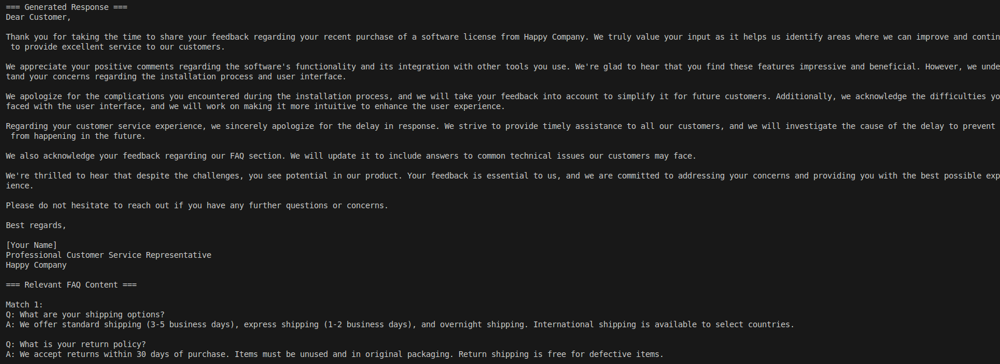 === Generated Response ===
Dear Customer,
Thank you for taking the time to share your feedback regarding your recent purchase of a software license from Happy Company. We truly value your input as it helps us identify areas where we can improve and contin
to provide excellent service to our customers.
We appreciate your positive comments regarding the software's functionality and its integration with other tools you use. We're glad to hear that you find these features impressive and beneficial. However, we unde
tand your concerns regarding the installation process and user interface.
We apologize for the complications you encountered during the installation process, and we will take your feedback into account to simplify it for future customers. Additionally, we acknowledge the difficulties yo
faced with the user interface, and we will work on making it more intuitive to enhance the user experience.
Regarding your customer service experience, we sincerely apologize for the delay in response. We strive to provide timely assistance to all our customers, and we will investigate the cause of the delay to prevent
from happening in the future.
We also acknowledge your feedback regarding our FAQ section. We will update it to include answers to common technical issues our customers may face.
We're thrilled to hear that despite the challenges, you see potential in our product. Your feedback is essential to us, and we are committed to addressing your concerns and providing you with the best possible exp
ience.
Please do not hesitate to reach out if you have any further questions or concerns.
Best regards,
[Your Name]
Professional Customer Service Representative
Happy Company
=== Relevant FAQ Content ===
Match 1:
Q: What are your shipping options?
A: We offer standard shipping (3-5 business days), express shipping (1-2 business days), and overnight shipping. International shipping is available to select countries.
Q: What is your return policy?
A: We accept returns within 30 days of purchase. Items must be unused and in original packaging. Return shipping is free for defective items.